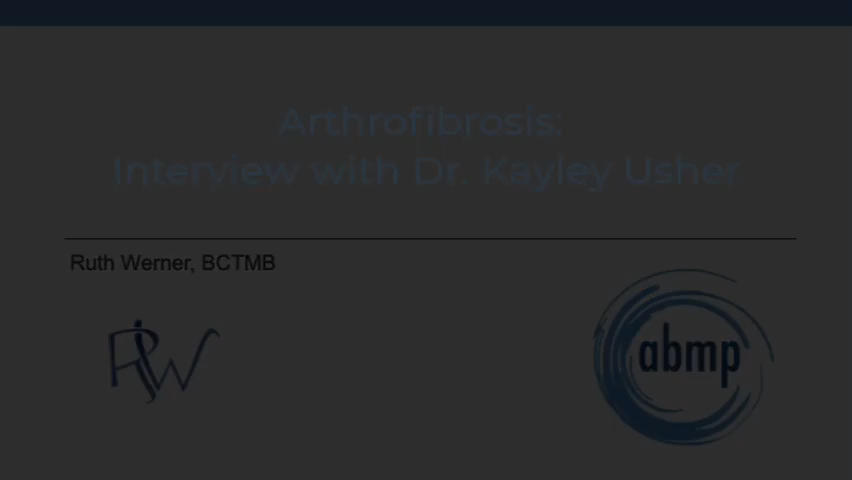 Arthrofibrosis:
Interview with Dr. Kayley Usher
Ruth Werner, BCTMB
RW
abmp